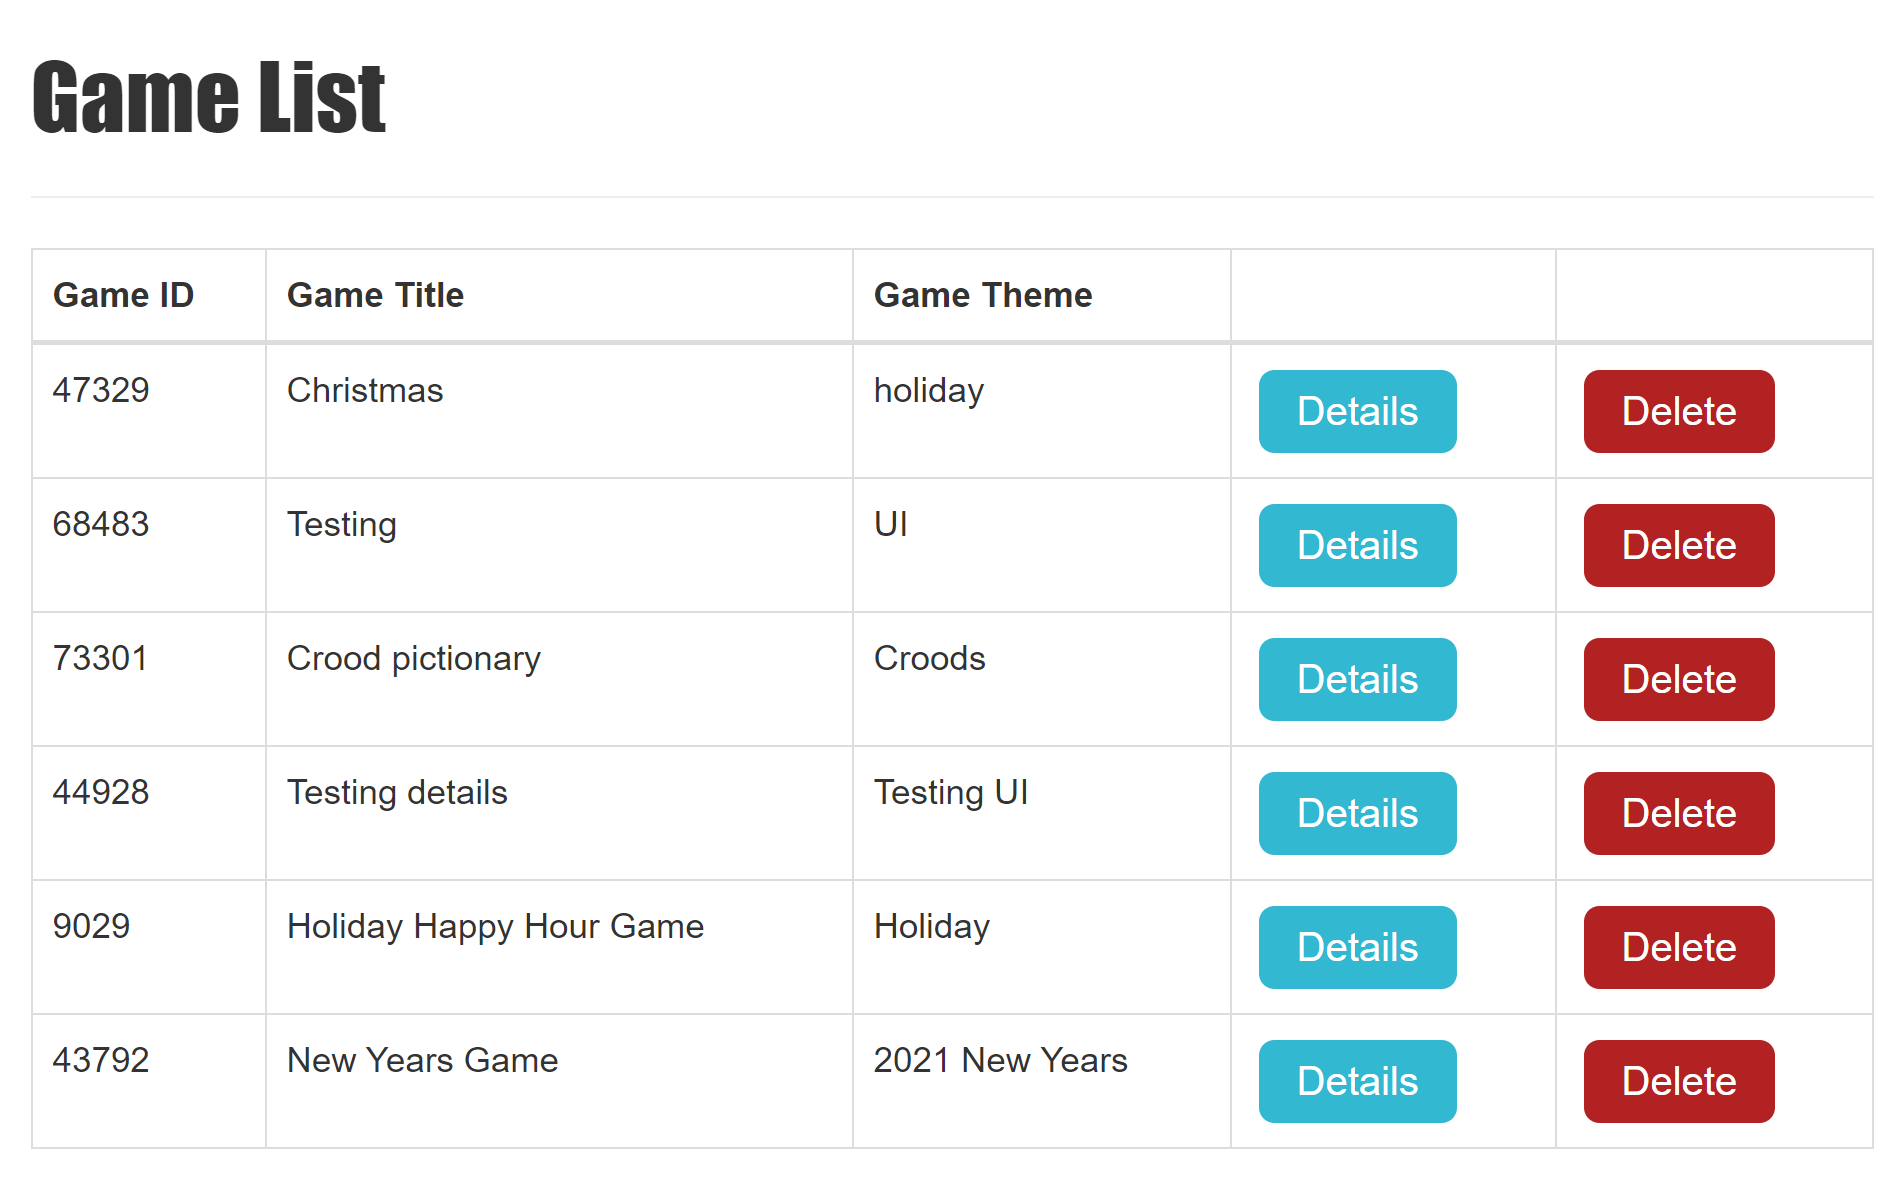 Game List
Game ID Game Title Game Theme
47329 Christmas holiday Details Delete
68483 Testing UI Details Delete
73301 Crood pictionary Croods Details Delete
44928 Testing details Testing UI Details Delete
9029 Holiday Happy Hour Game Holiday Details Delete
43792 New Years Game 2021 New Years Details Delete